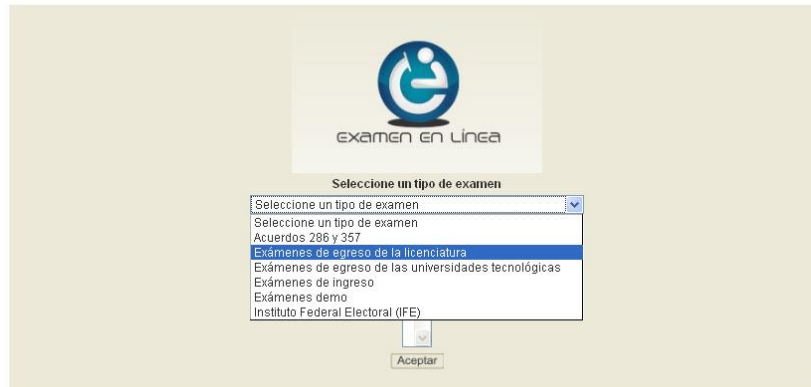 examen en línea
Seleccione un tipo de examen
Seleccione un tipo de examen
Seleccione un tipo de examen
Acuerdos 286 y 357
Exámenes de egreso de la licenciatura
Exámenes de egreso de las universidades tecnológicas
Exámenes de ingreso
Exámenes demo
Instituto Federal Electoral (IFE)
Aceptar